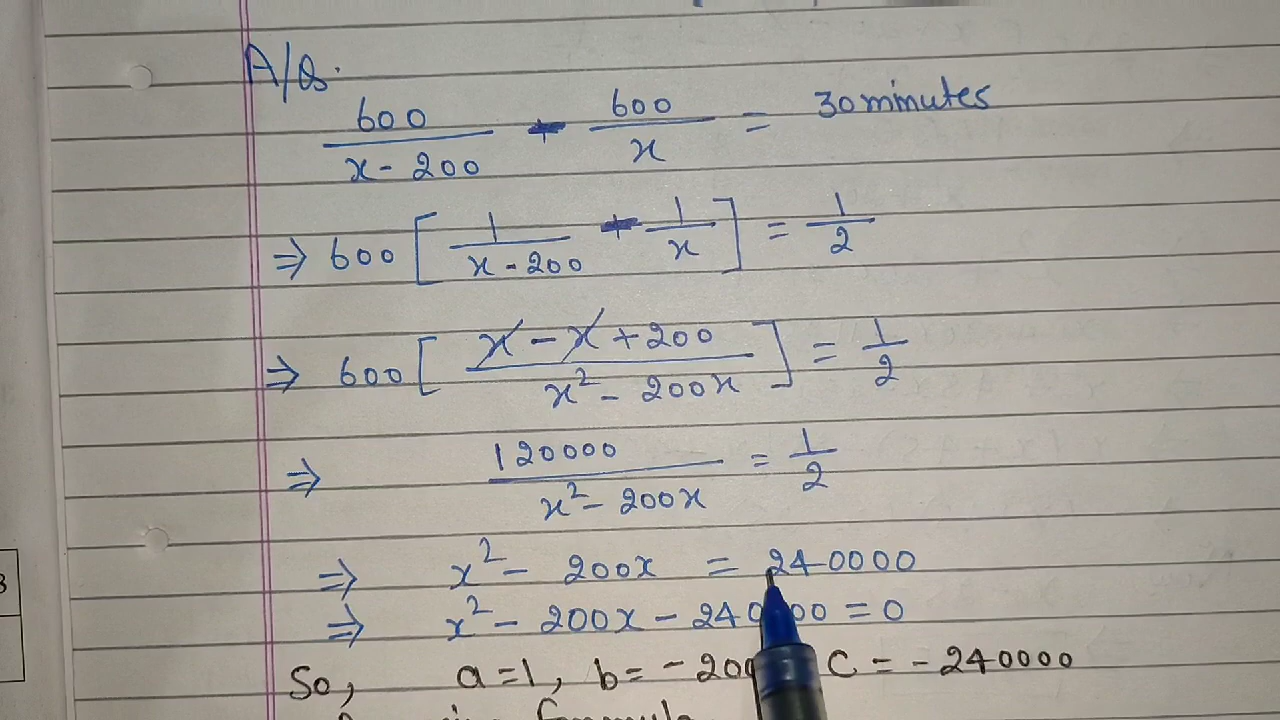 A/Q.
600/(x - 200) - 600/x = 30 minutes
⇒ 600 [ 1/(x - 200) - 1/x ] = 1/2
⇒ 600 [ (x - x + 200)/(x² - 200x) ] = 1/2
⇒ 120000/(x² - 200x) = 1/2
⇒ x² - 200x = 240000
⇒ x² - 200x - 240000 = 0
So, a = 1, b = -200 c = -240000
formula